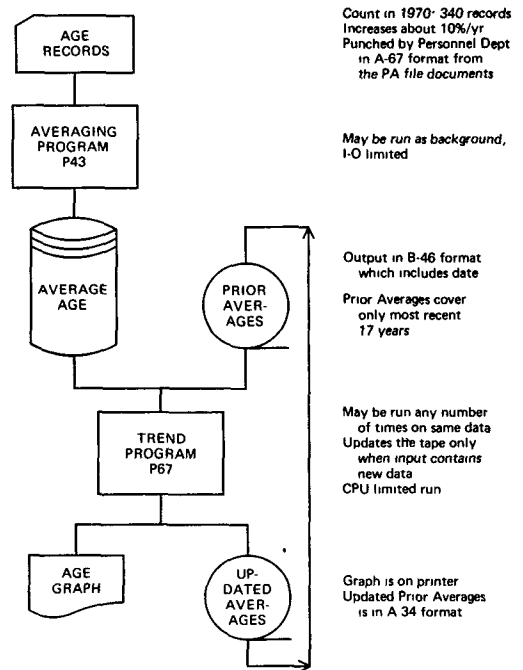 AGE
RECORDS
Count in 1970- 340 records
Increases about 10%/yr
Punched by Personnel Dept
in A-67 format from
the PA file documents
AVERAGING
PROGRAM
P43
May be run as background,
I-O limited
AVERAGE
AGE
PRIOR
AVER-
AGES
Output in B-46 format
which includes date
Prior Averages cover
only most recent
17 years
TREND
PROGRAM
P67
May be run any number
of times on same data
Updates the tape only
when input contains
new data
CPU limited run
AGE
GRAPH
UP-
DATED
AVER-
AGES
Graph is on printer
Updated Prior Averages
is in A 34 format